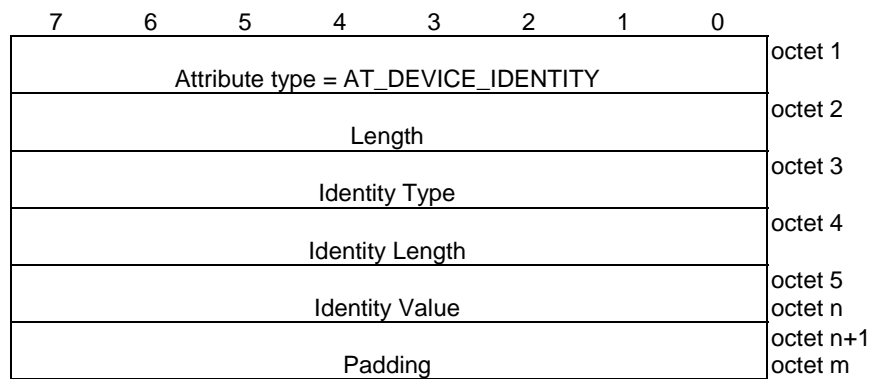 7 6 5 4 3 2 1 0
octet 1
Attribute type = AT_DEVICE_IDENTITY
octet 2
Length
octet 3
Identity Type
octet 4
Identity Length
octet 5
Identity Value octet n
octet n+1
Padding octet m